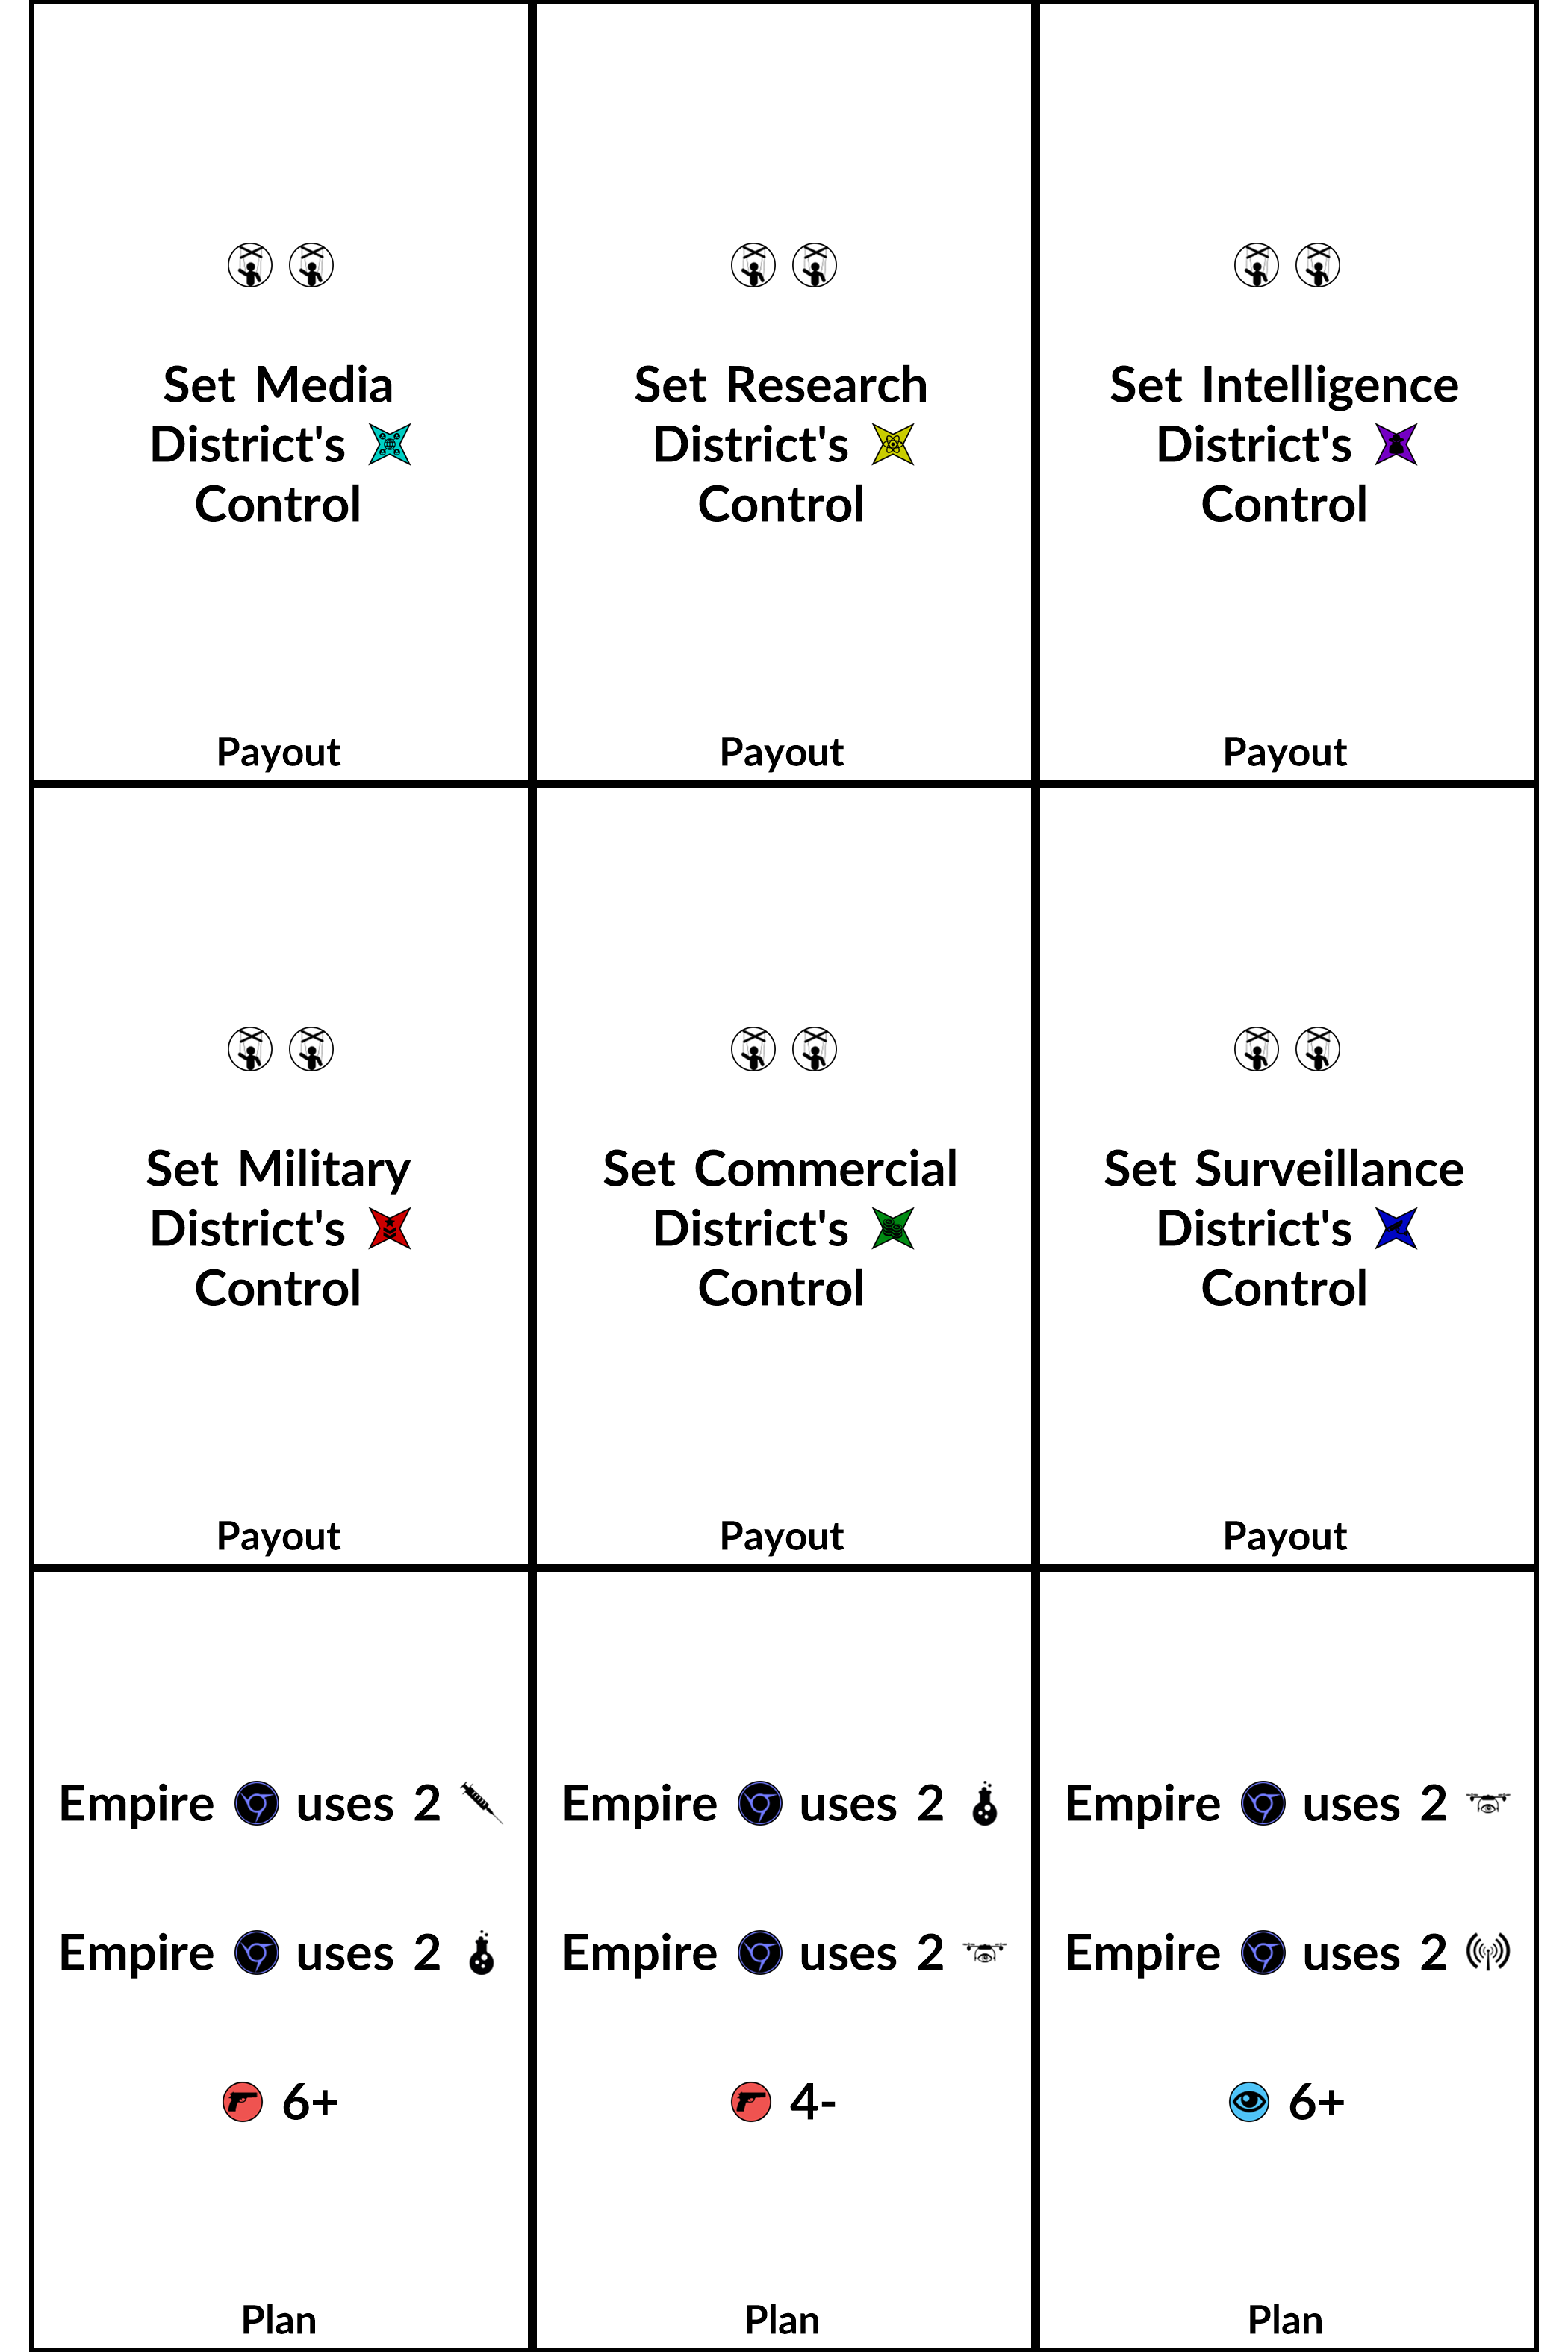 Set Media
District's
Control
Payout
Set Research
District's
Control
Payout
Set Intelligence
District's
Control
Payout
Set Military
District's
Control
Payout
Set Commercial
District's
Control
Payout
Set Surveillance
District's
Control
Payout
Empire uses 2
Empire uses 2
6+
Plan
Empire uses 2
Empire uses 2
4-
Plan
Empire uses 2
Empire uses 2
6+
Plan